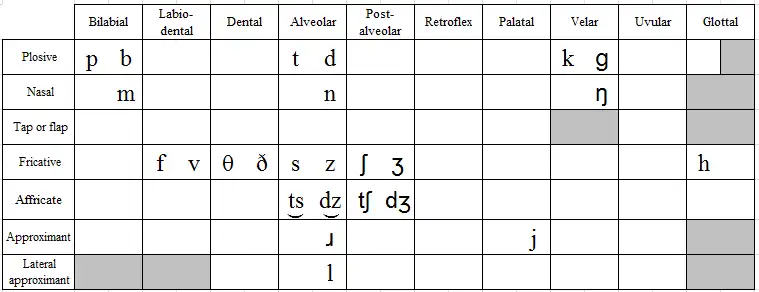 Bilabial Labio-dental Dental Alveolar Post-alveolar Retroflex Palatal Velar Uvular Glottal
Plosive p b t d k ɡ
Nasal m n ŋ
Tap or flap
Fricative f v θ ð s z ʃ ʒ h
Affricate t͜s d͜z tʃ dʒ
Approximant ɹ j
Lateral approximant l